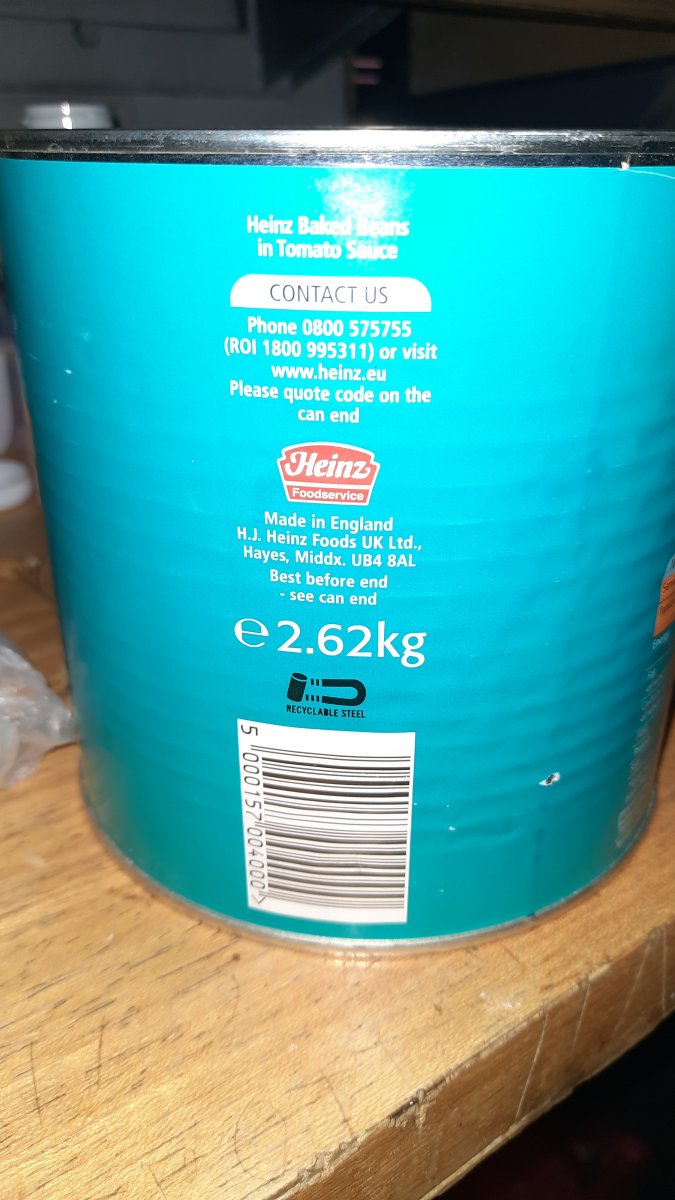 Heinz Baked Beans
in Tomato Sauce
CONTACT US
Phone 0800 575755
(ROI 1800 995311) or visit
www.heinz.eu
Please quote code on the
can end
Heinz
Foodservice
Made in England
H.J. Heinz Foods UK Ltd.,
Hayes, Middx. UB4 8AL
Best before end
- see can end
℮ 2.62kg
RECYCLABLE STEEL
5 000157 004000 >